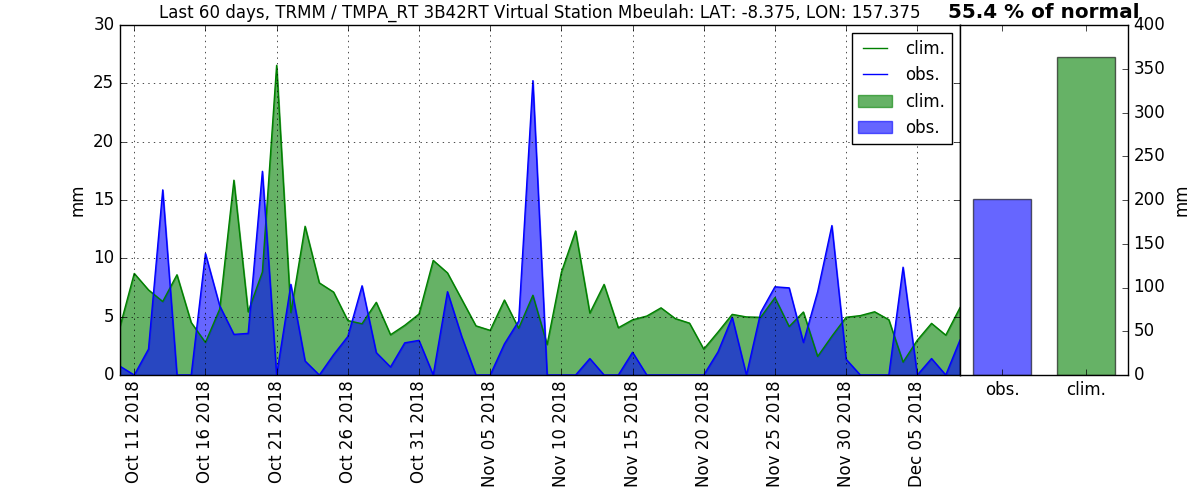 Last 60 days, TRMM / TMPA_RT 3B42RT Virtual Station Mbeulah: LAT: -8.375, LON: 157.375
55.4 % of normal
30
25
20
15
10
5
0
mm
clim.
obs.
clim.
obs.
Oct 11 2018
Oct 16 2018
Oct 21 2018
Oct 26 2018
Oct 31 2018
Nov 05 2018
Nov 10 2018
Nov 15 2018
Nov 20 2018
Nov 25 2018
Nov 30 2018
Dec 05 2018
400
350
300
250
200
150
100
50
0
mm
obs.
clim.